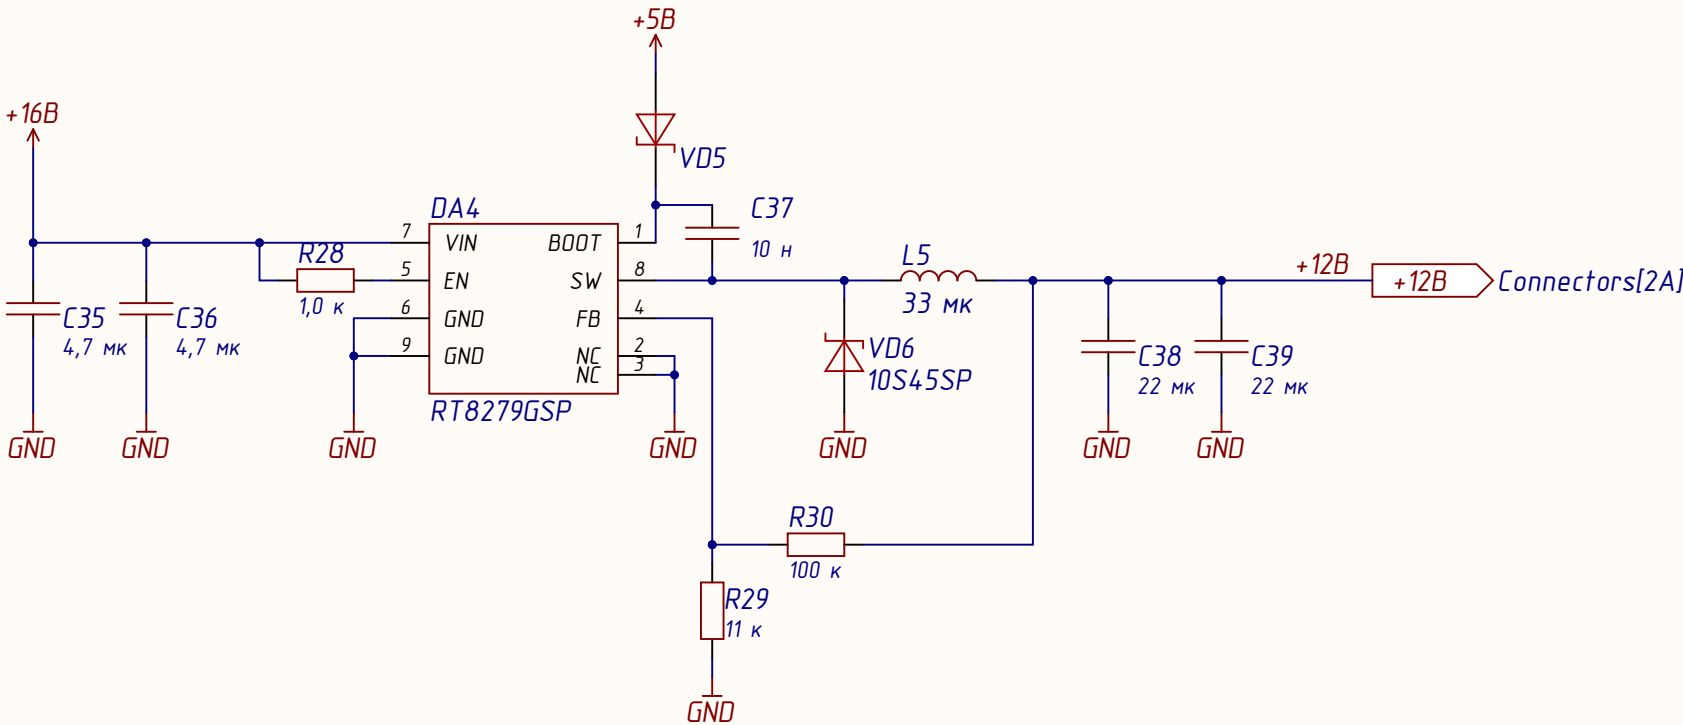 +5В
+16В
VD5
DA4
C37
10 н
7
VIN
BOOT
1
R28
1,0 к
5
EN
SW
8
L5
33 мк
+12В
+12В
Connectors[2A]
6
GND
FB
4
9
GND
NC
2
NC
3
C35
4,7 мк
C36
4,7 мк
VD6
10S45SP
C38
22 мк
C39
22 мк
RT8279GSP
GND
GND
GND
GND
GND
GND
GND
R30
100 к
R29
11 к
GND